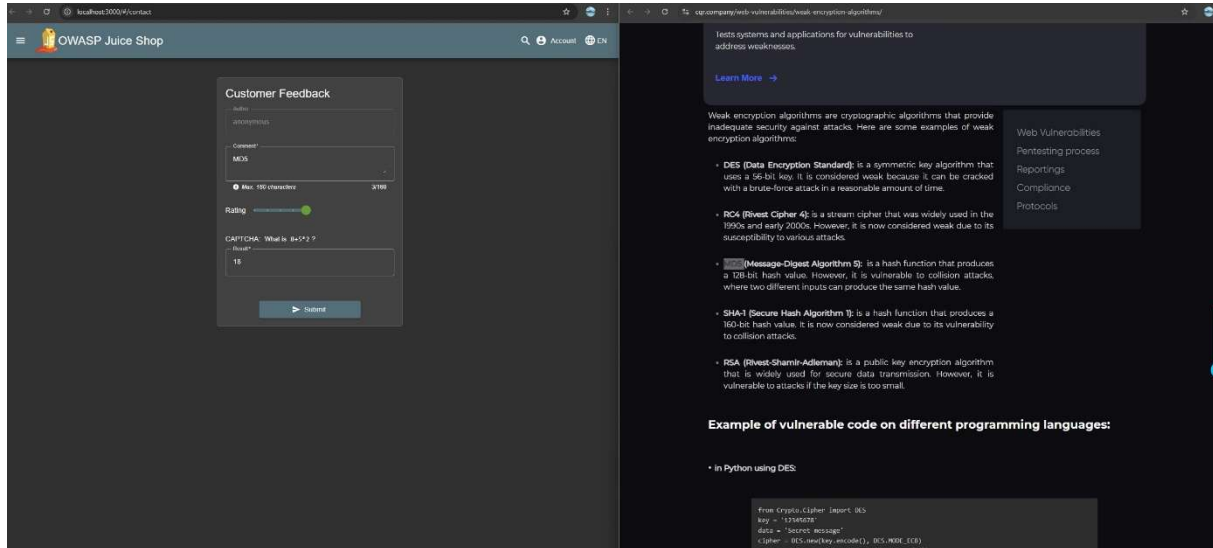 localhost:3000/#/contact
OWASP Juice Shop
Account
EN
Customer Feedback
Author
anonymous
Comment*
MD5
Max. 160 characters
3/160
Rating
CAPTCHA: What is 8+5*2 ?
Result*
18
Submit
cqr.company/web-vulnerabilities/weak-encryption-algorithms/
Tests systems and applications for vulnerabilities to
address weaknesses.
Learn More →
Weak encryption algorithms are cryptographic algorithms that provide
inadequate security against attacks. Here are some examples of weak
encryption algorithms:
• DES (Data Encryption Standard): is a symmetric key algorithm that
uses a 56-bit key. It is considered weak because it can be cracked
with a brute-force attack in a reasonable amount of time.
• RC4 (Rivest Cipher 4): is a stream cipher that was widely used in the
1990s and early 2000s. However, it is now considered weak due to its
susceptibility to various attacks.
• MD5 (Message-Digest Algorithm 5): is a hash function that produces
a 128-bit hash value. However, it is vulnerable to collision attacks,
where two different inputs can produce the same hash value.
• SHA-1 (Secure Hash Algorithm 1): is a hash function that produces a
160-bit hash value. It is now considered weak due to its vulnerability
to collision attacks.
• RSA (Rivest-Shamir-Adleman): is a public key encryption algorithm
that is widely used for secure data transmission. However, it is
vulnerable to attacks if the key size is too small.
Web Vulnerabilities
Pentesting process
Reportings
Compliance
Protocols
Example of vulnerable code on different programming languages:
• in Python using DES:
from Crypto.Cipher import DES
key = '12345678'
data = 'Secret message'
cipher = DES.new(key.encode(), DES.MODE_ECB)